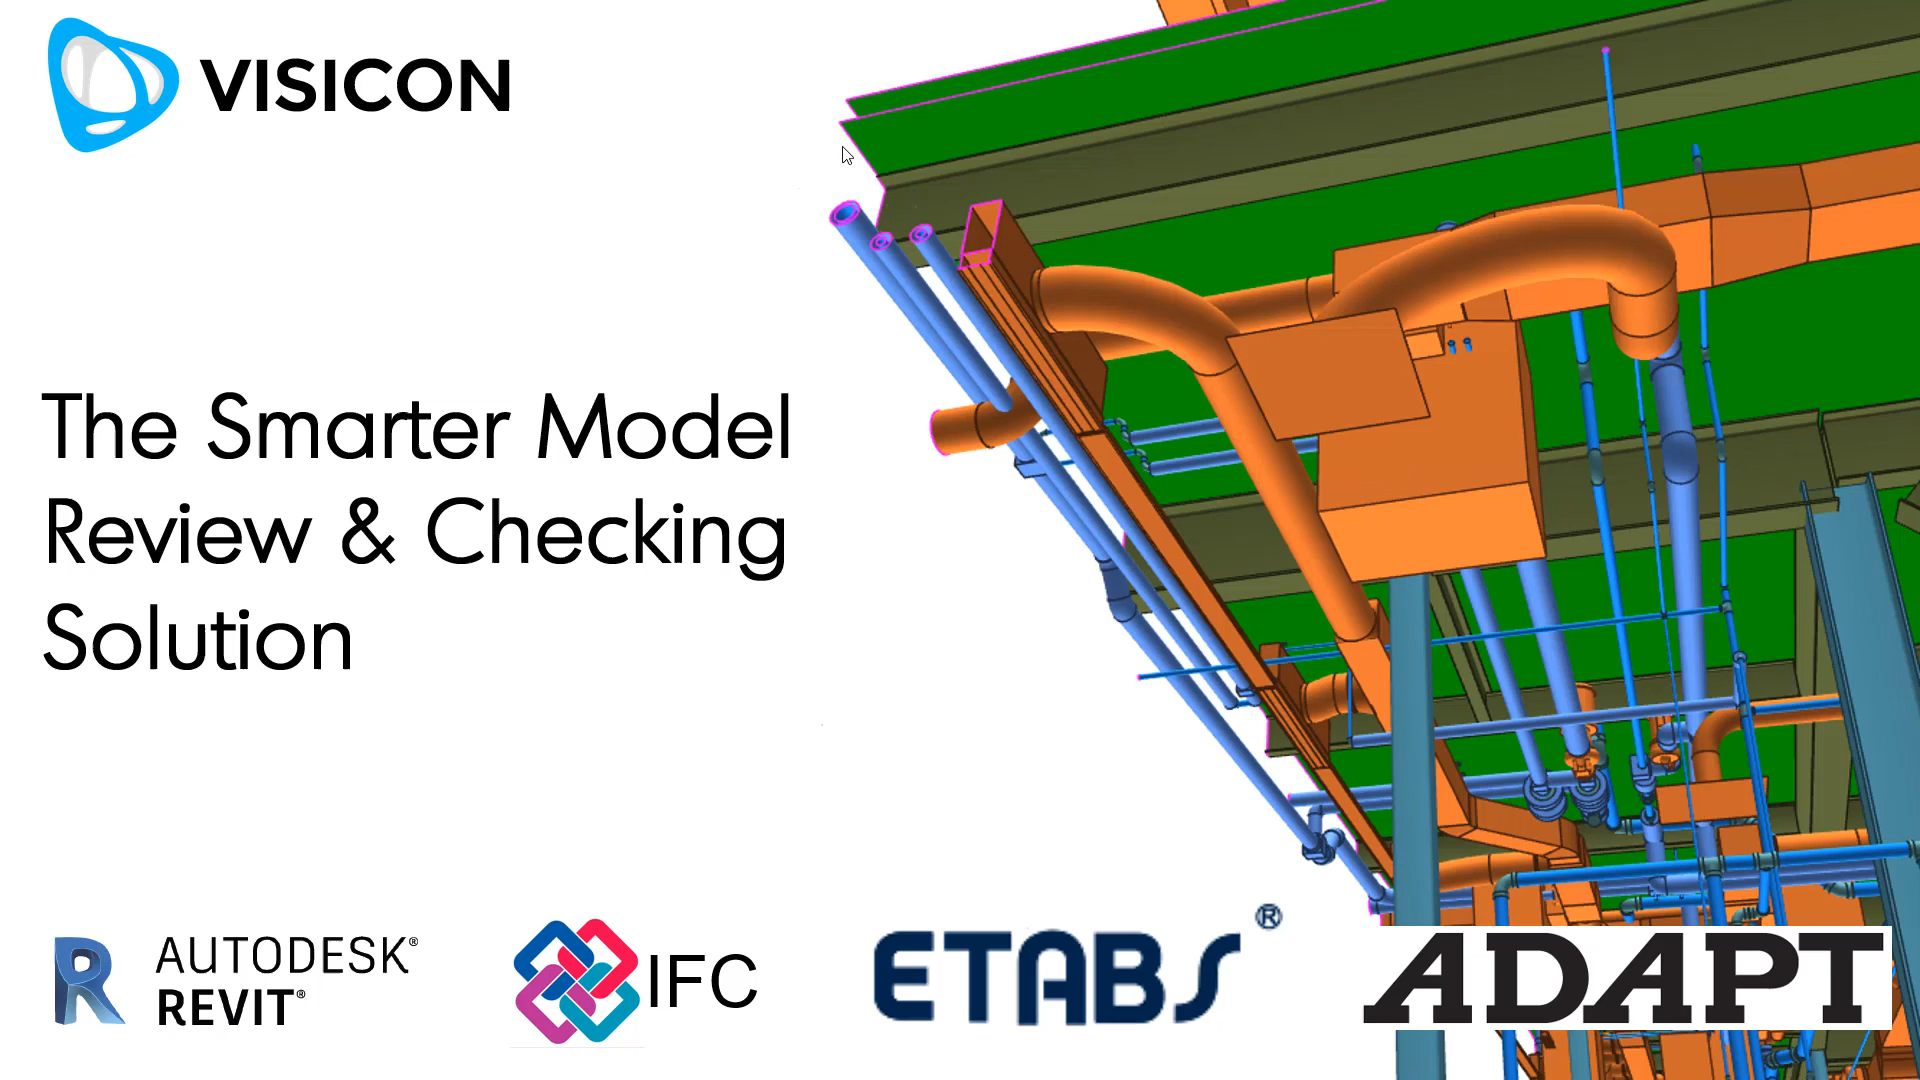 VISICON
The Smarter Model
Review & Checking
Solution
AUTODESK®
REVIT®
IFC
ETABS®
ADAPT